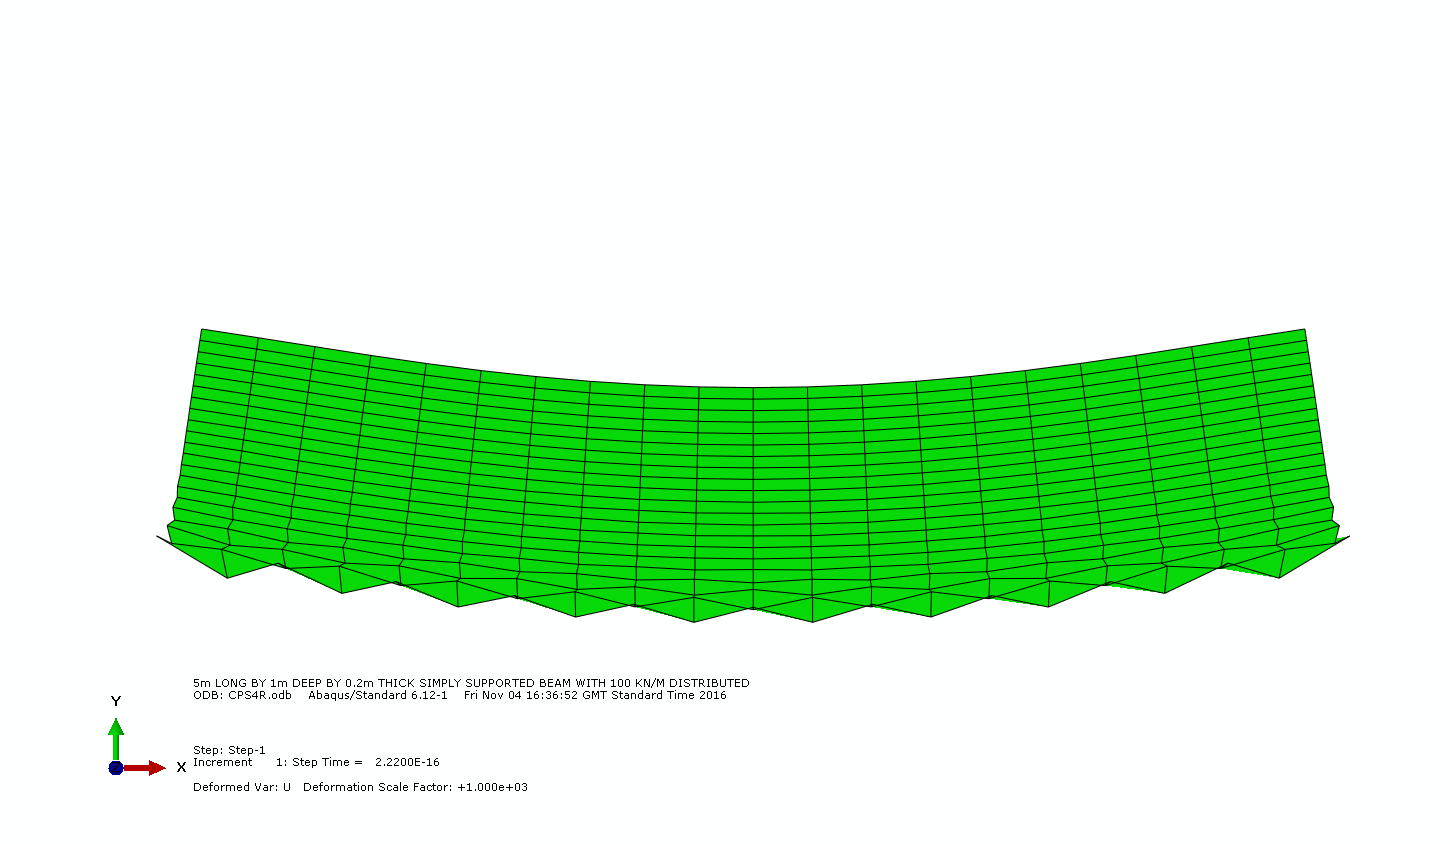 5m LONG BY 1m DEEP BY 0.2m THICK SIMPLY SUPPORTED BEAM WITH 100 KN/M DISTRIBUTED
ODB: CPS4R.odb    Abaqus/Standard 6.12-1    Fri Nov 04 16:36:52 GMT Standard Time 2016
Y
Step: Step-1
X
Increment      1: Step Time =   2.2200E-16
Deformed Var: U   Deformation Scale Factor: +1.000e+03